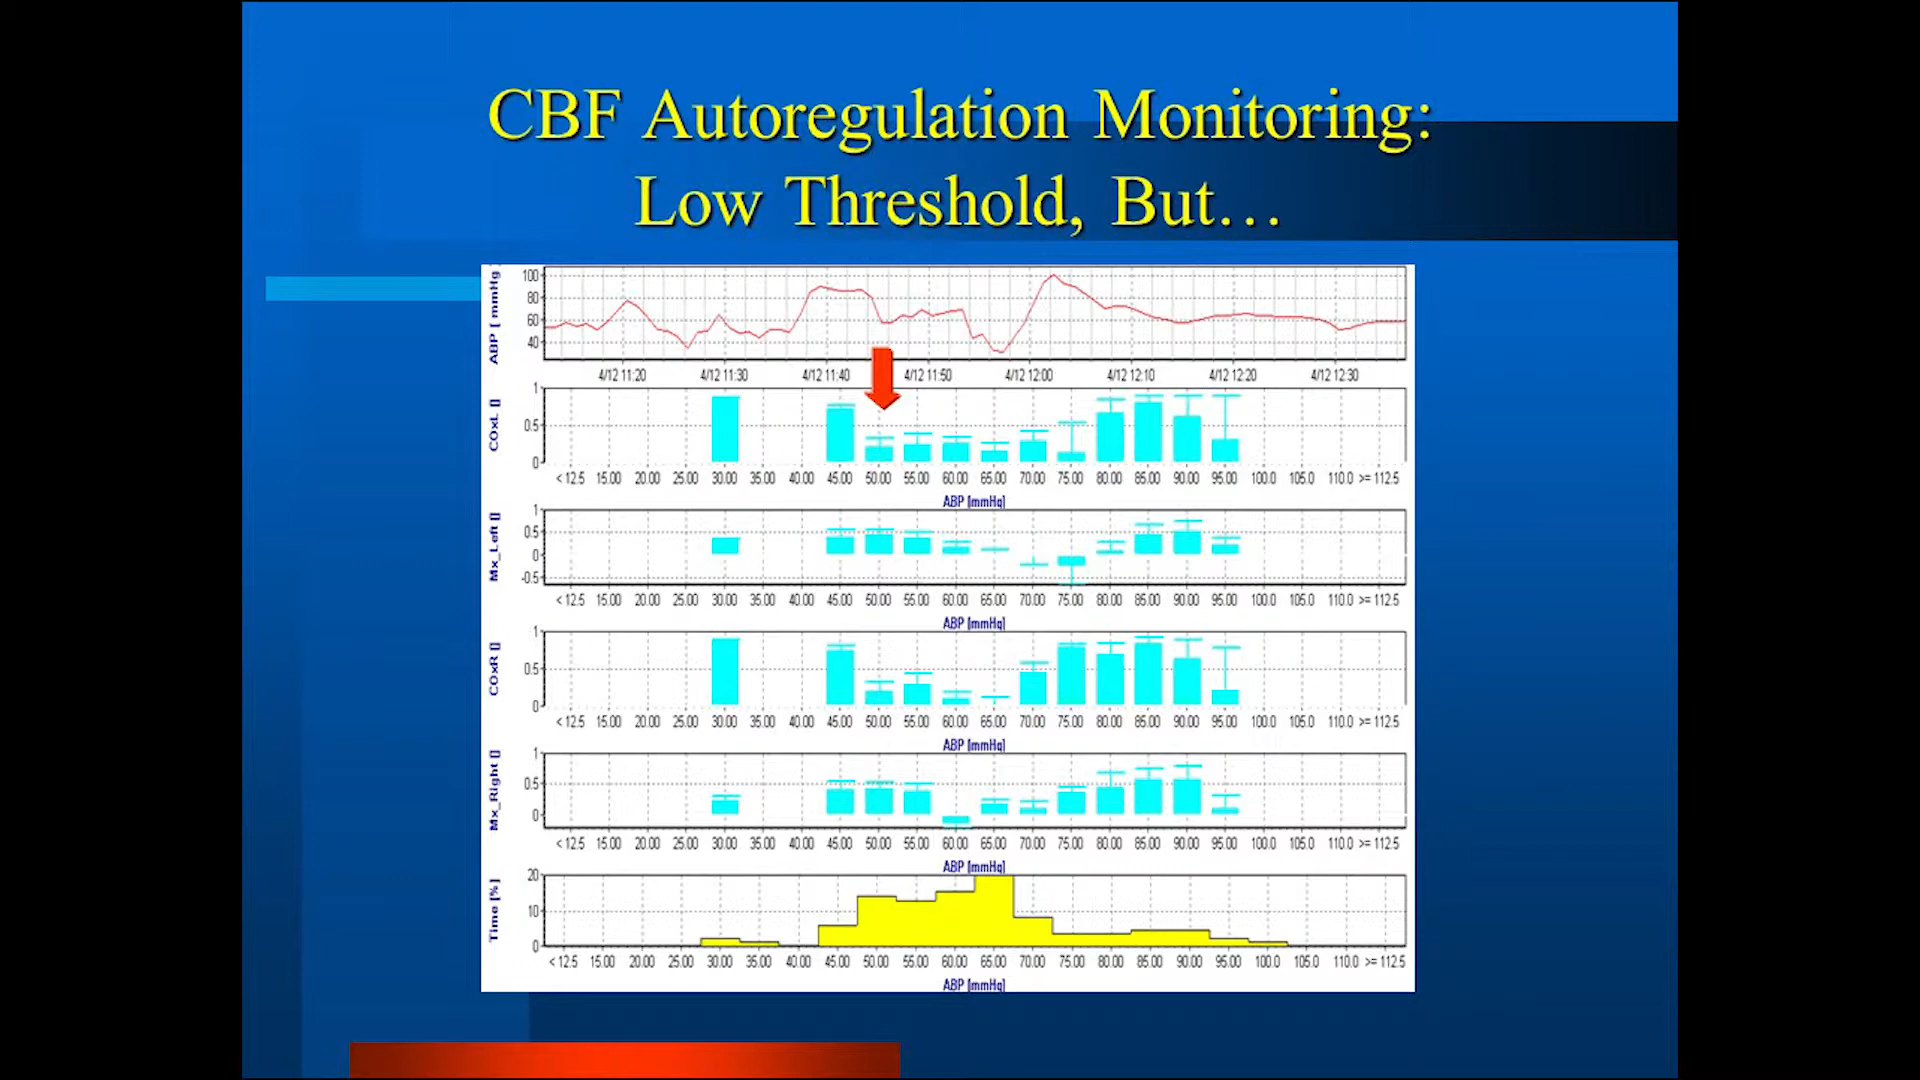 CBF Autoregulation Monitoring:
Low Threshold, But…
ABP [ mmHg ]
100
80
60
40
4/12 11:20 4/12 11:30 4/12 11:40 4/12 11:50 4/12 12:00 4/12 12:10 4/12 12:20 4/12 12:30
COxL []
1
0.5
0
< 12.5 15.00 20.00 25.00 30.00 35.00 40.00 45.00 50.00 55.00 60.00 65.00 70.00 75.00 80.00 85.00 90.00 95.00 100.0 105.0 110.0 >= 112.5
ABP [mmHg]
Mx_Left []
1
0.5
0
-0.5
< 12.5 15.00 20.00 25.00 30.00 35.00 40.00 45.00 50.00 55.00 60.00 65.00 70.00 75.00 80.00 85.00 90.00 95.00 100.0 105.0 110.0 >= 112.5
ABP [mmHg]
COxR []
1
0.5
0
< 12.5 15.00 20.00 25.00 30.00 35.00 40.00 45.00 50.00 55.00 60.00 65.00 70.00 75.00 80.00 85.00 90.00 95.00 100.0 105.0 110.0 >= 112.5
ABP [mmHg]
Mx_Right []
1
0.5
0
< 12.5 15.00 20.00 25.00 30.00 35.00 40.00 45.00 50.00 55.00 60.00 65.00 70.00 75.00 80.00 85.00 90.00 95.00 100.0 105.0 110.0 >= 112.5
ABP [mmHg]
Time [%]
20
10
0
< 12.5 15.00 20.00 25.00 30.00 35.00 40.00 45.00 50.00 55.00 60.00 65.00 70.00 75.00 80.00 85.00 90.00 95.00 100.0 105.0 110.0 >= 112.5
ABP [mmHg]